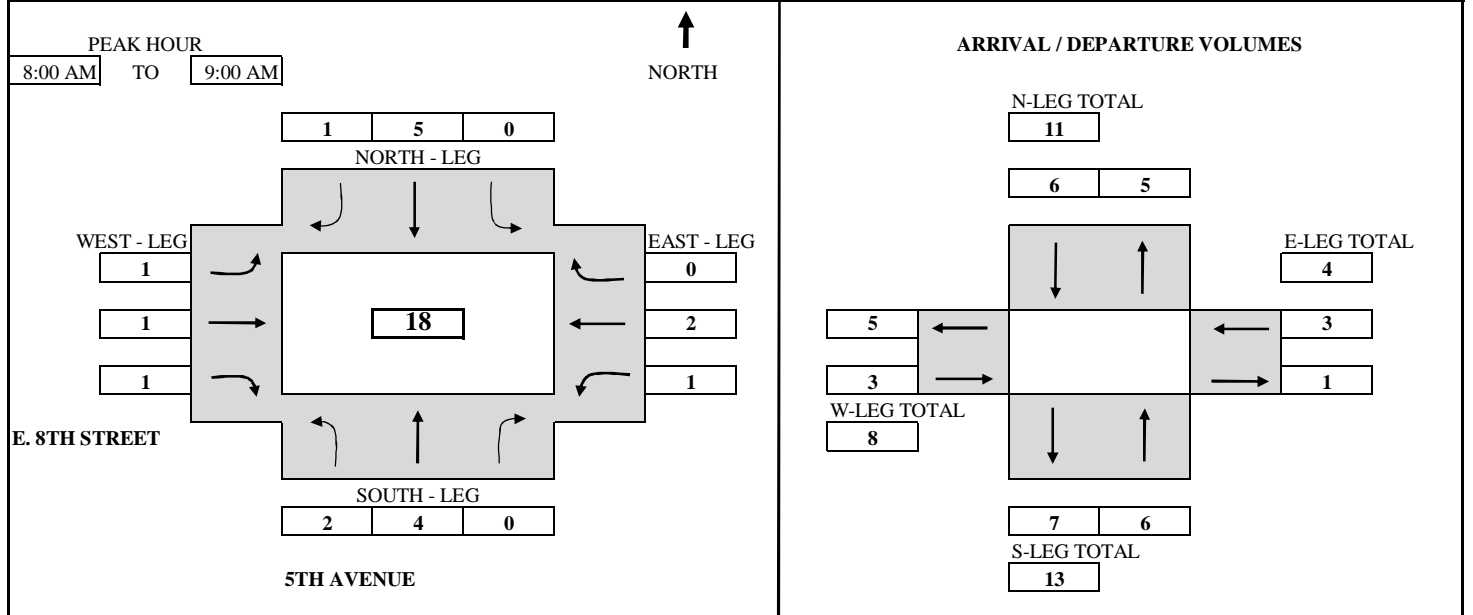 PEAK HOUR
8:00 AM TO 9:00 AM
NORTH
1 5 0
NORTH - LEG
WEST - LEG
EAST - LEG
1
0
1
18
2
1
1
E. 8TH STREET
SOUTH - LEG
2 4 0
5TH AVENUE
ARRIVAL / DEPARTURE VOLUMES
N-LEG TOTAL
11
6 5
E-LEG TOTAL
4
5
3
3
1
W-LEG TOTAL
8
7 6
S-LEG TOTAL
13